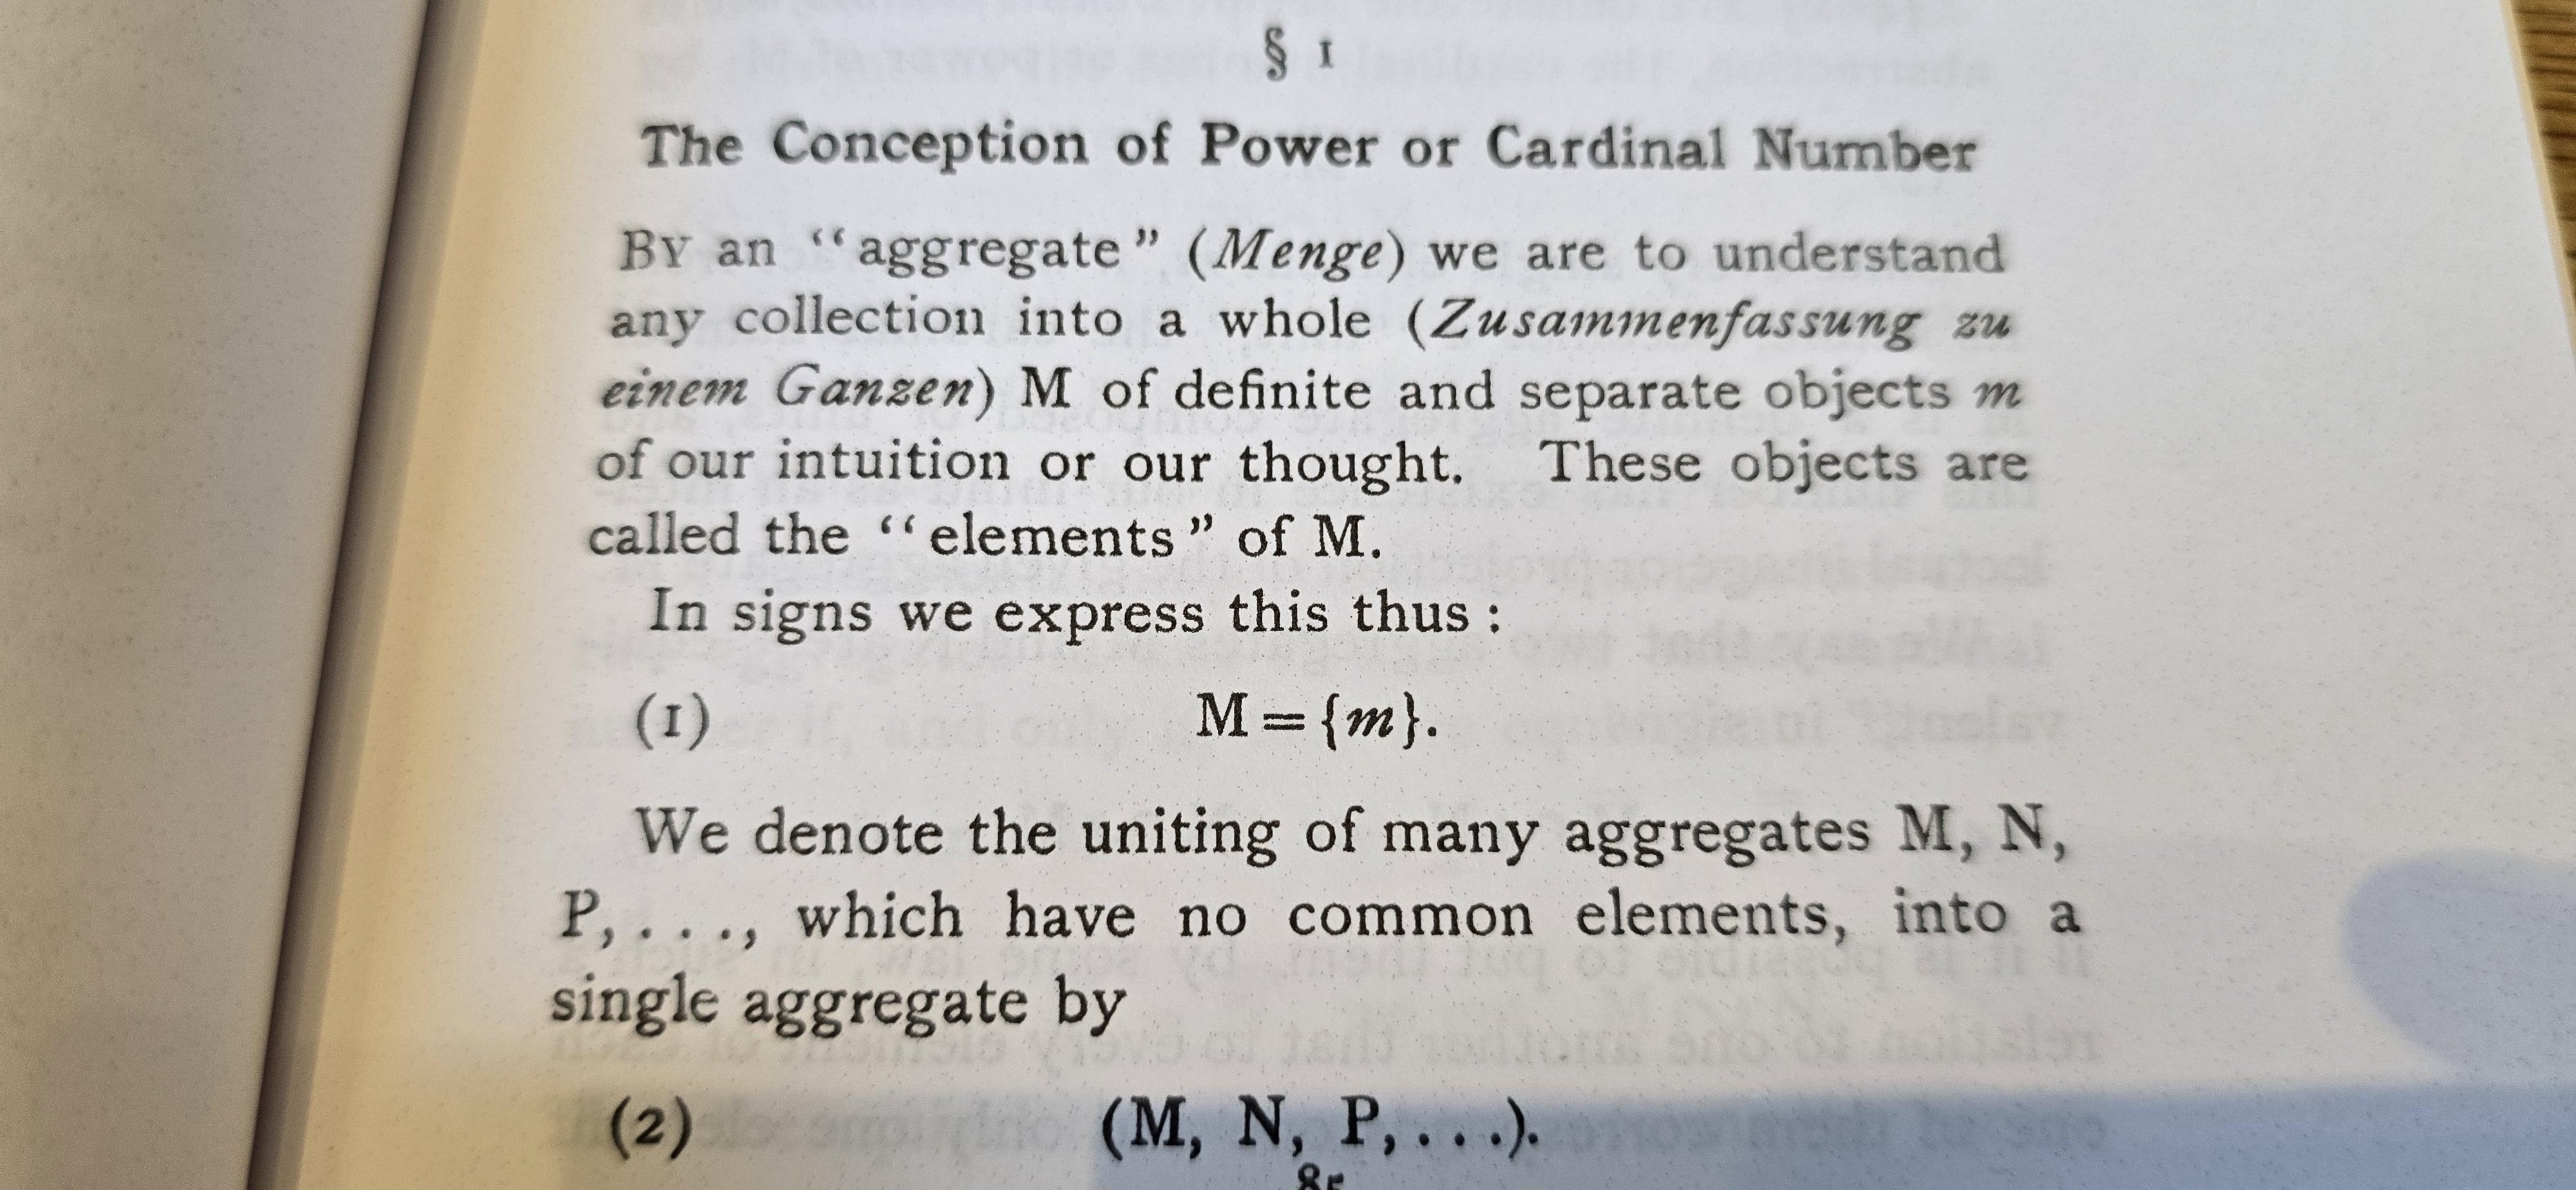 § 1
The Conception of Power or Cardinal Number
By an “aggregate” (Menge) we are to understand
any collection into a whole (Zusammenfassung zu
einem Ganzen) M of definite and separate objects m
of our intuition or our thought. These objects are
called the “elements” of M.
In signs we express this thus :
(1) M = {m}.
We denote the uniting of many aggregates M, N,
P, . . ., which have no common elements, into a
single aggregate by
(2) (M, N, P, . . .).
85